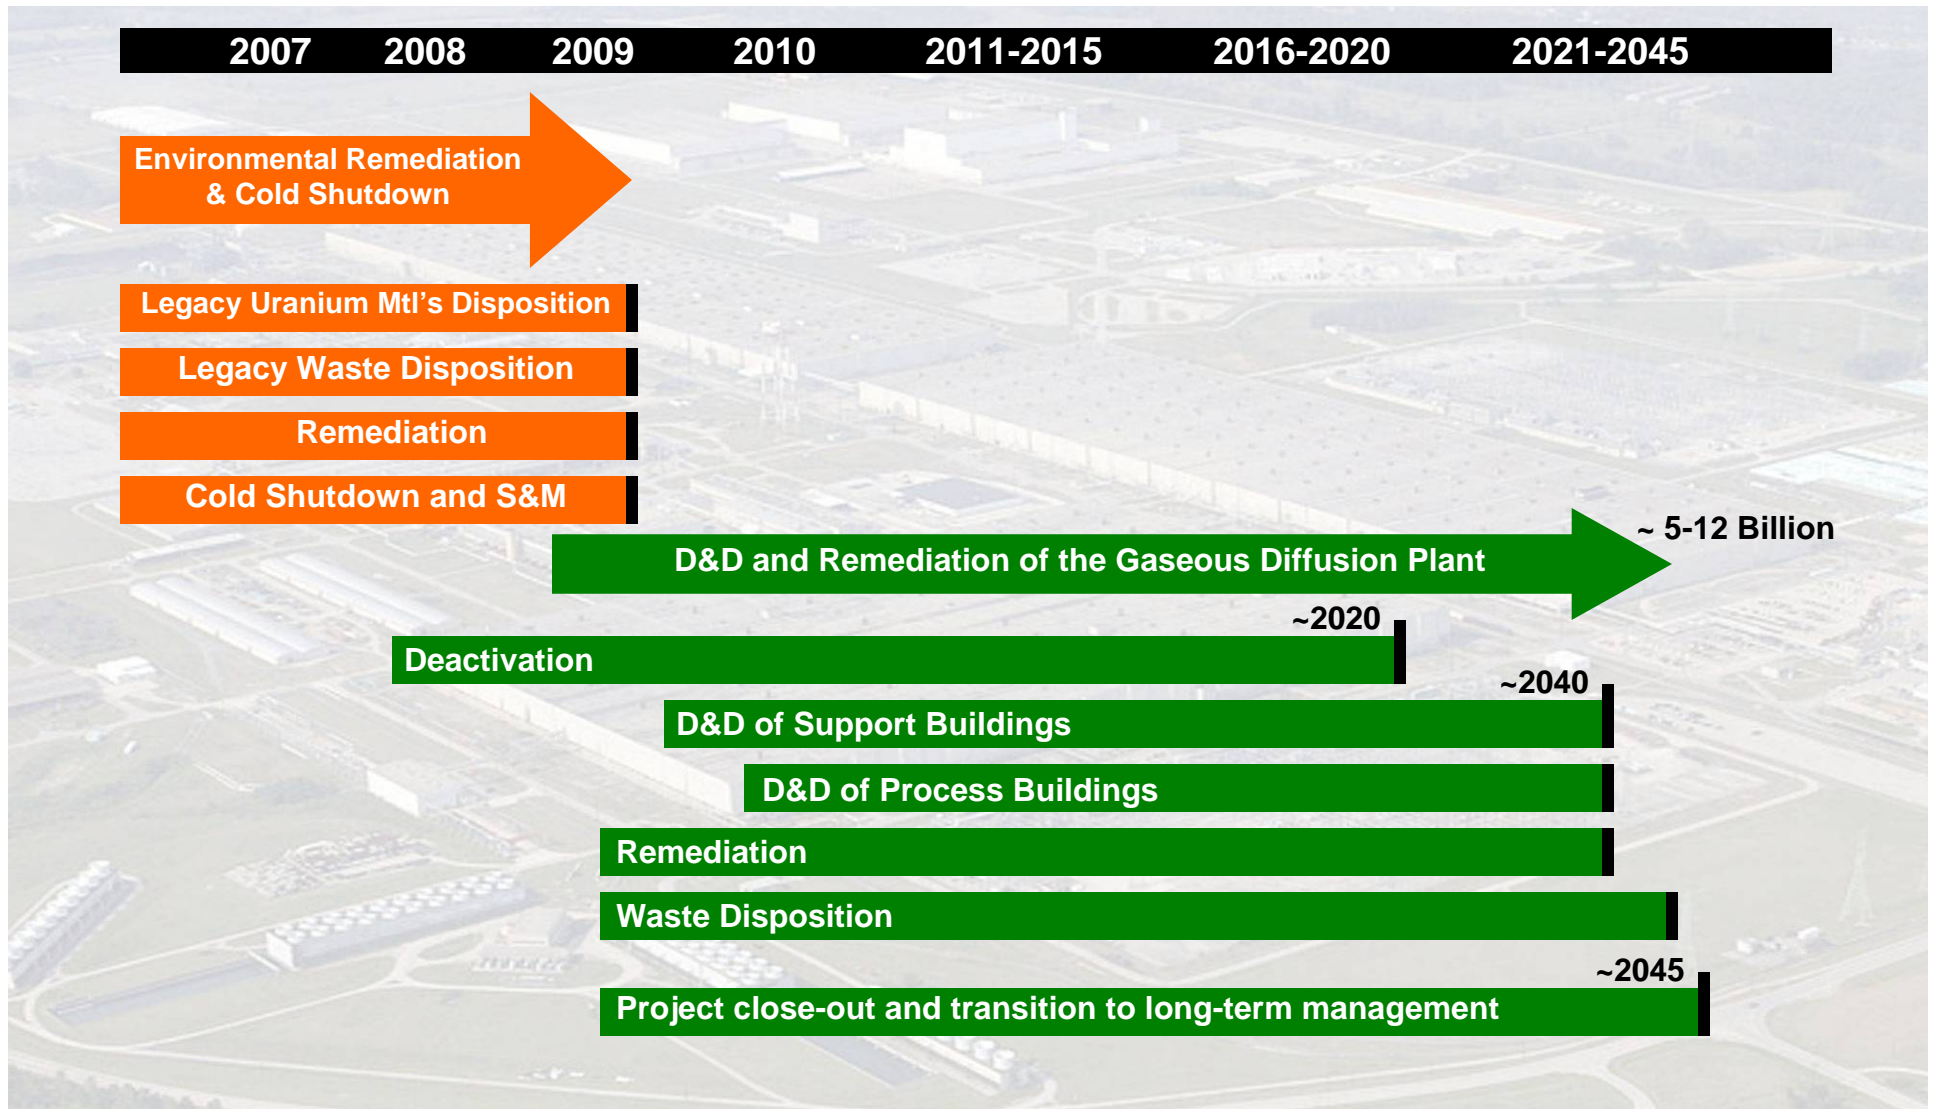 2007 2008 2009 2010 2011-2015 2016-2020 2021-2045
Environmental Remediation
& Cold Shutdown
Legacy Uranium Mtl’s Disposition
Legacy Waste Disposition
Remediation
Cold Shutdown and S&M
~ 5-12 Billion
D&D and Remediation of the Gaseous Diffusion Plant
~2020
Deactivation
~2040
D&D of Support Buildings
D&D of Process Buildings
Remediation
Waste Disposition
~2045
Project close-out and transition to long-term management